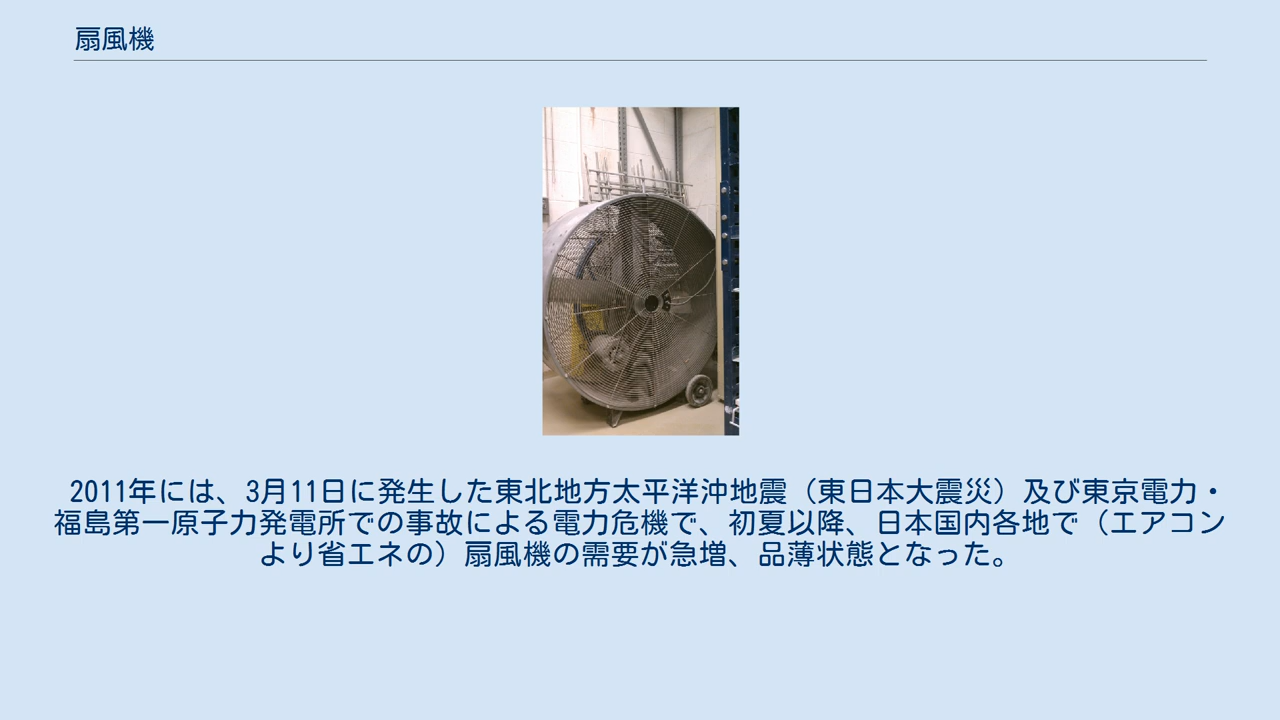 扇風機
2011年には、3月11日に発生した東北地方太平洋沖地震（東日本大震災）及び東京電力・
福島第一原子力発電所での事故による電力危機で、初夏以降、日本国内各地で（エアコン
より省エネの）扇風機の需要が急増、品薄状態となった。